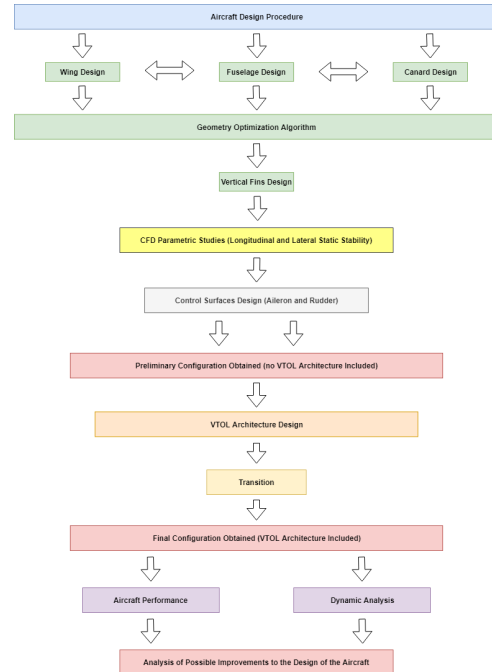 Aircraft Design Procedure
Wing Design
Fuselage Design
Canard Design
Geometry Optimization Algorithm
Vertical Fins Design
CFD Parametric Studies (Longitudinal and Lateral Static Stability)
Control Surfaces Design (Aileron and Rudder)
Preliminary Configuration Obtained (no VTOL Architecture Included)
VTOL Architecture Design
Transition
Final Configuration Obtained (VTOL Architecture Included)
Aircraft Performance
Dynamic Analysis
Analysis of Possible Improvements to the Design of the Aircraft